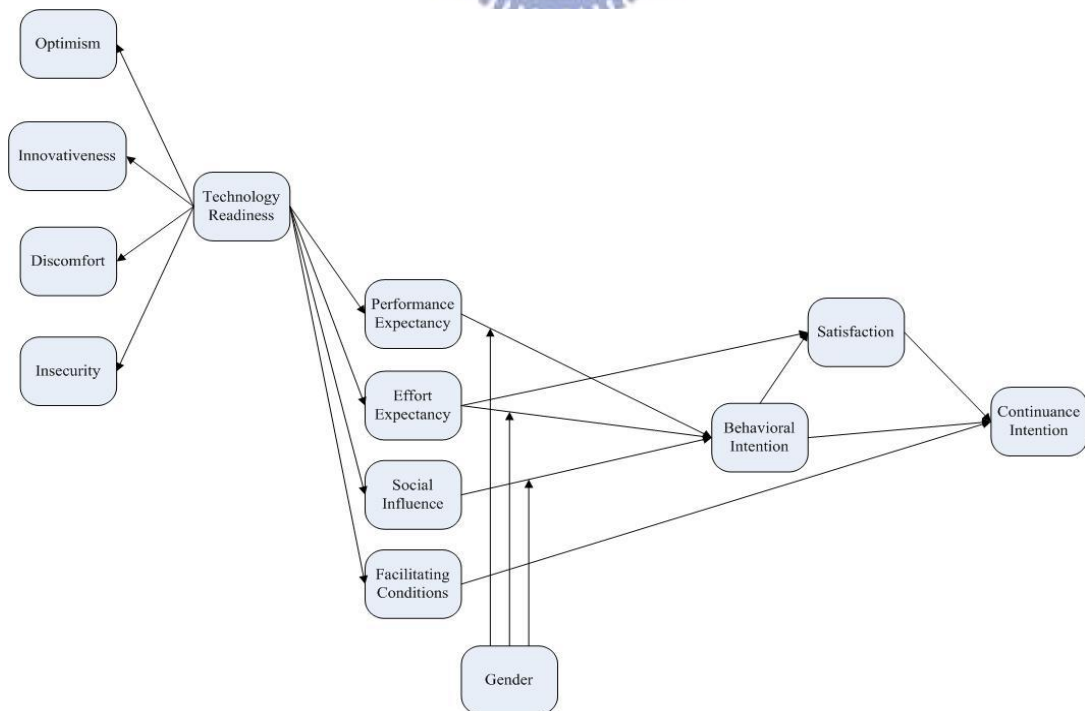 Optimism
Innovativeness
Discomfort
Insecurity
Technology
Readiness
Performance
Expectancy
Effort
Expectancy
Social
Influence
Facilitating
Conditions
Gender
Behavioral
Intention
Satisfaction
Continuance
Intention